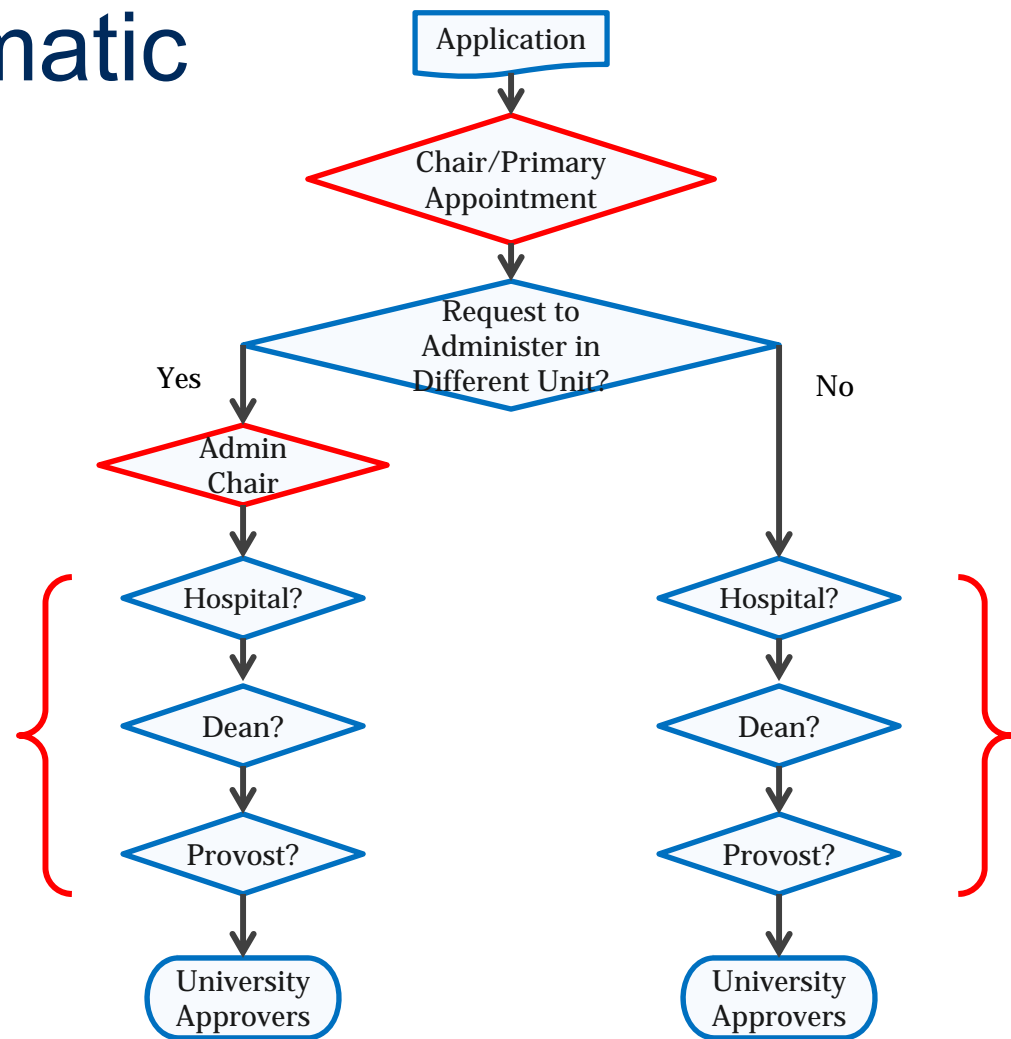 matic
Application
Chair/Primary
Appointment
Request to
Administer in
Different Unit?
Yes
No
Admin
Chair
Hospital?
Hospital?
Dean?
Dean?
Provost?
Provost?
University
Approvers
University
Approvers